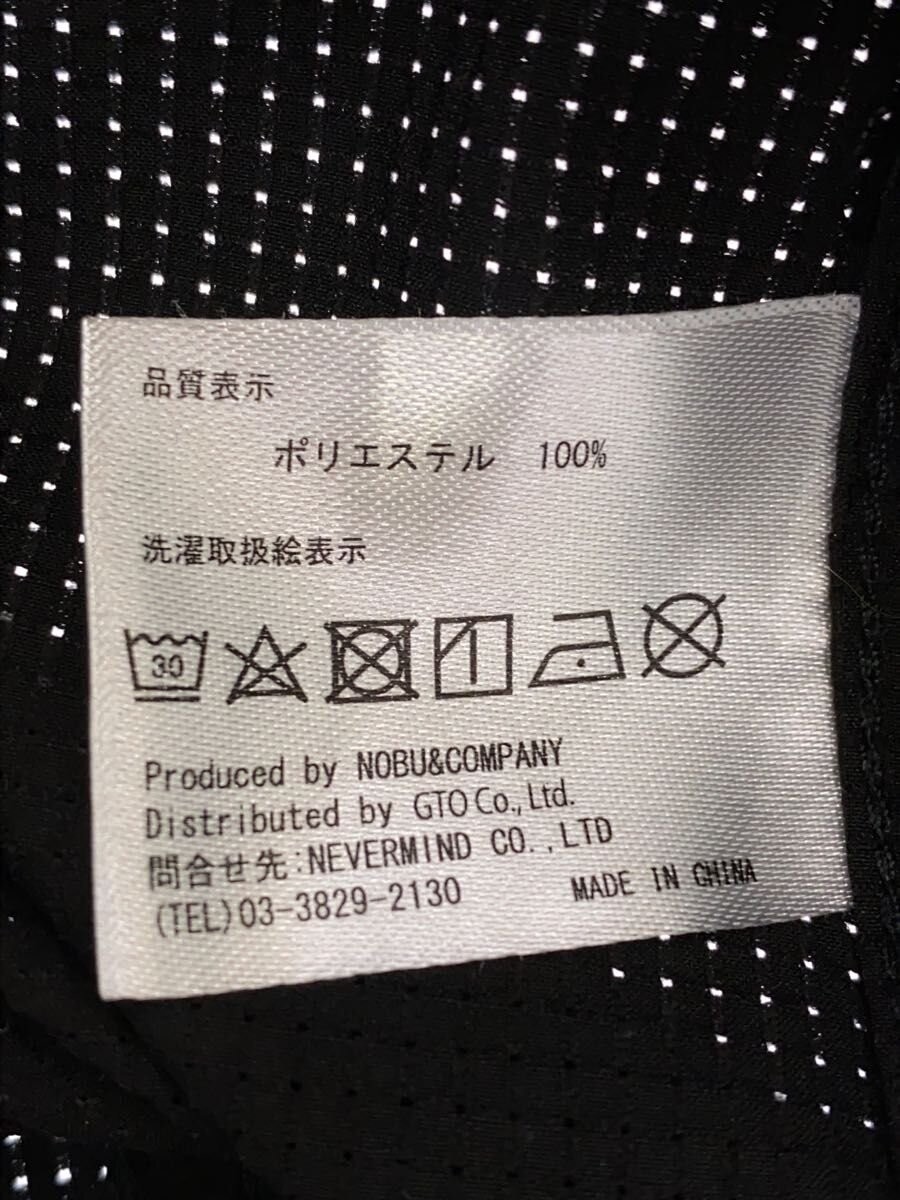 品質表示
ポリエステル 100%
洗濯取扱絵表示
30
Produced by NOBU&COMPANY
Distributed by GTO Co., Ltd.
問合せ先:NEVERMIND CO.,LTD
(TEL)03-3829-2130
MADE IN CHINA